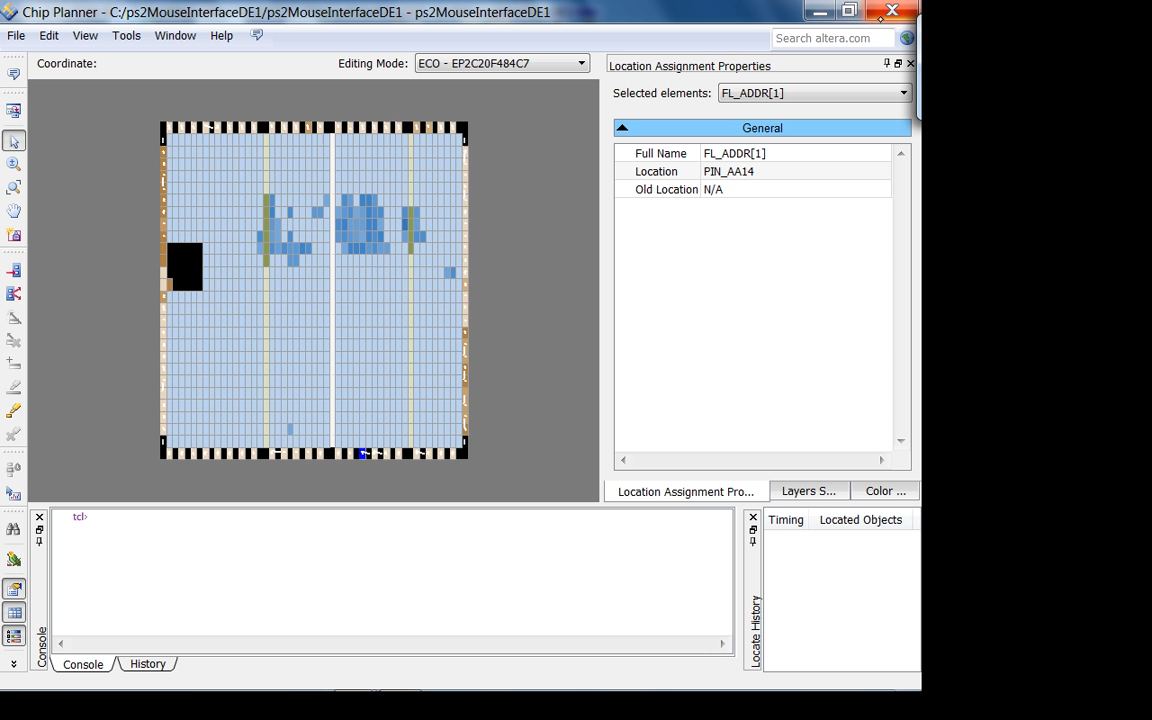 Chip Planner - C:/ps2MouseInterfaceDE1/ps2MouseInterfaceDE1 - ps2MouseInterfaceDE1
File Edit View Tools Window Help
Search altera.com
Coordinate:
Editing Mode: ECO - EP2C20F484C7
Location Assignment Properties
Selected elements: FL_ADDR[1]
General
Full Name FL_ADDR[1]
Location PIN_AA14
Old Location N/A
Location Assignment Pro... Layers S... Color ...
tcl>
Console
Console History
Locate History
Timing Located Objects